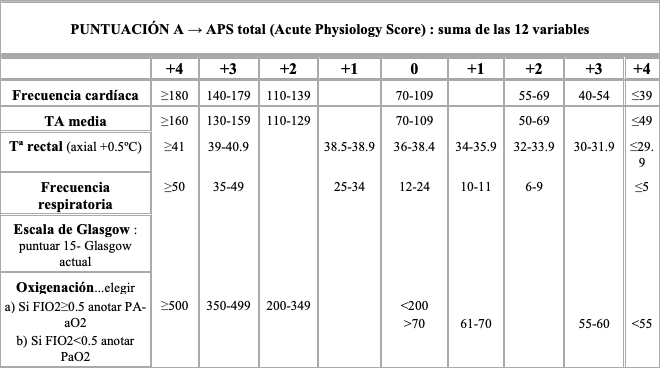 PUNTUACIÓN A → APS total (Acute Physiology Score) : suma de las 12 variables
+4 +3 +2 +1 0 +1 +2 +3 +4
Frecuencia cardíaca ≥180 140-179 110-139 70-109 55-69 40-54 ≤39
TA media ≥160 130-159 110-129 70-109 50-69 ≤49
Tª rectal (axial +0.5ºC) ≥41 39-40.9 38.5-38.9 36-38.4 34-35.9 32-33.9 30-31.9 ≤29.
9
Frecuencia ≥50 35-49 25-34 12-24 10-11 6-9 ≤5
respiratoria
Escala de Glasgow :
puntuar 15- Glasgow
actual
Oxigenación...elegir
a) Si FIO2≥0.5 anotar PA- ≥500 350-499 200-349 <200
aO2 >70 61-70 55-60 <55
b) Si FIO2<0.5 anotar
PaO2